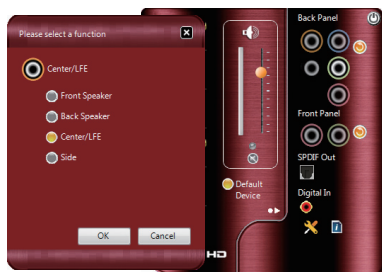 Please select a function
Center/LFE
Front Speaker
Back Speaker
Center/LFE
Side
OK
Cancel
Back Panel
Front Panel
SPDIF Out
Digital In
Default
Device
HD